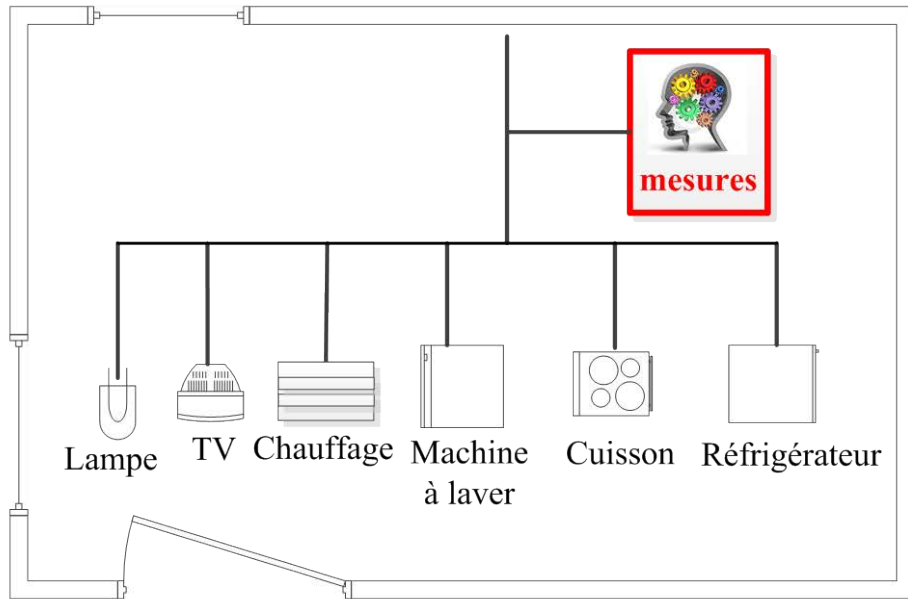 mesures
Lampe
TV
Chauffage
Machine
à laver
Cuisson
Réfrigérateur